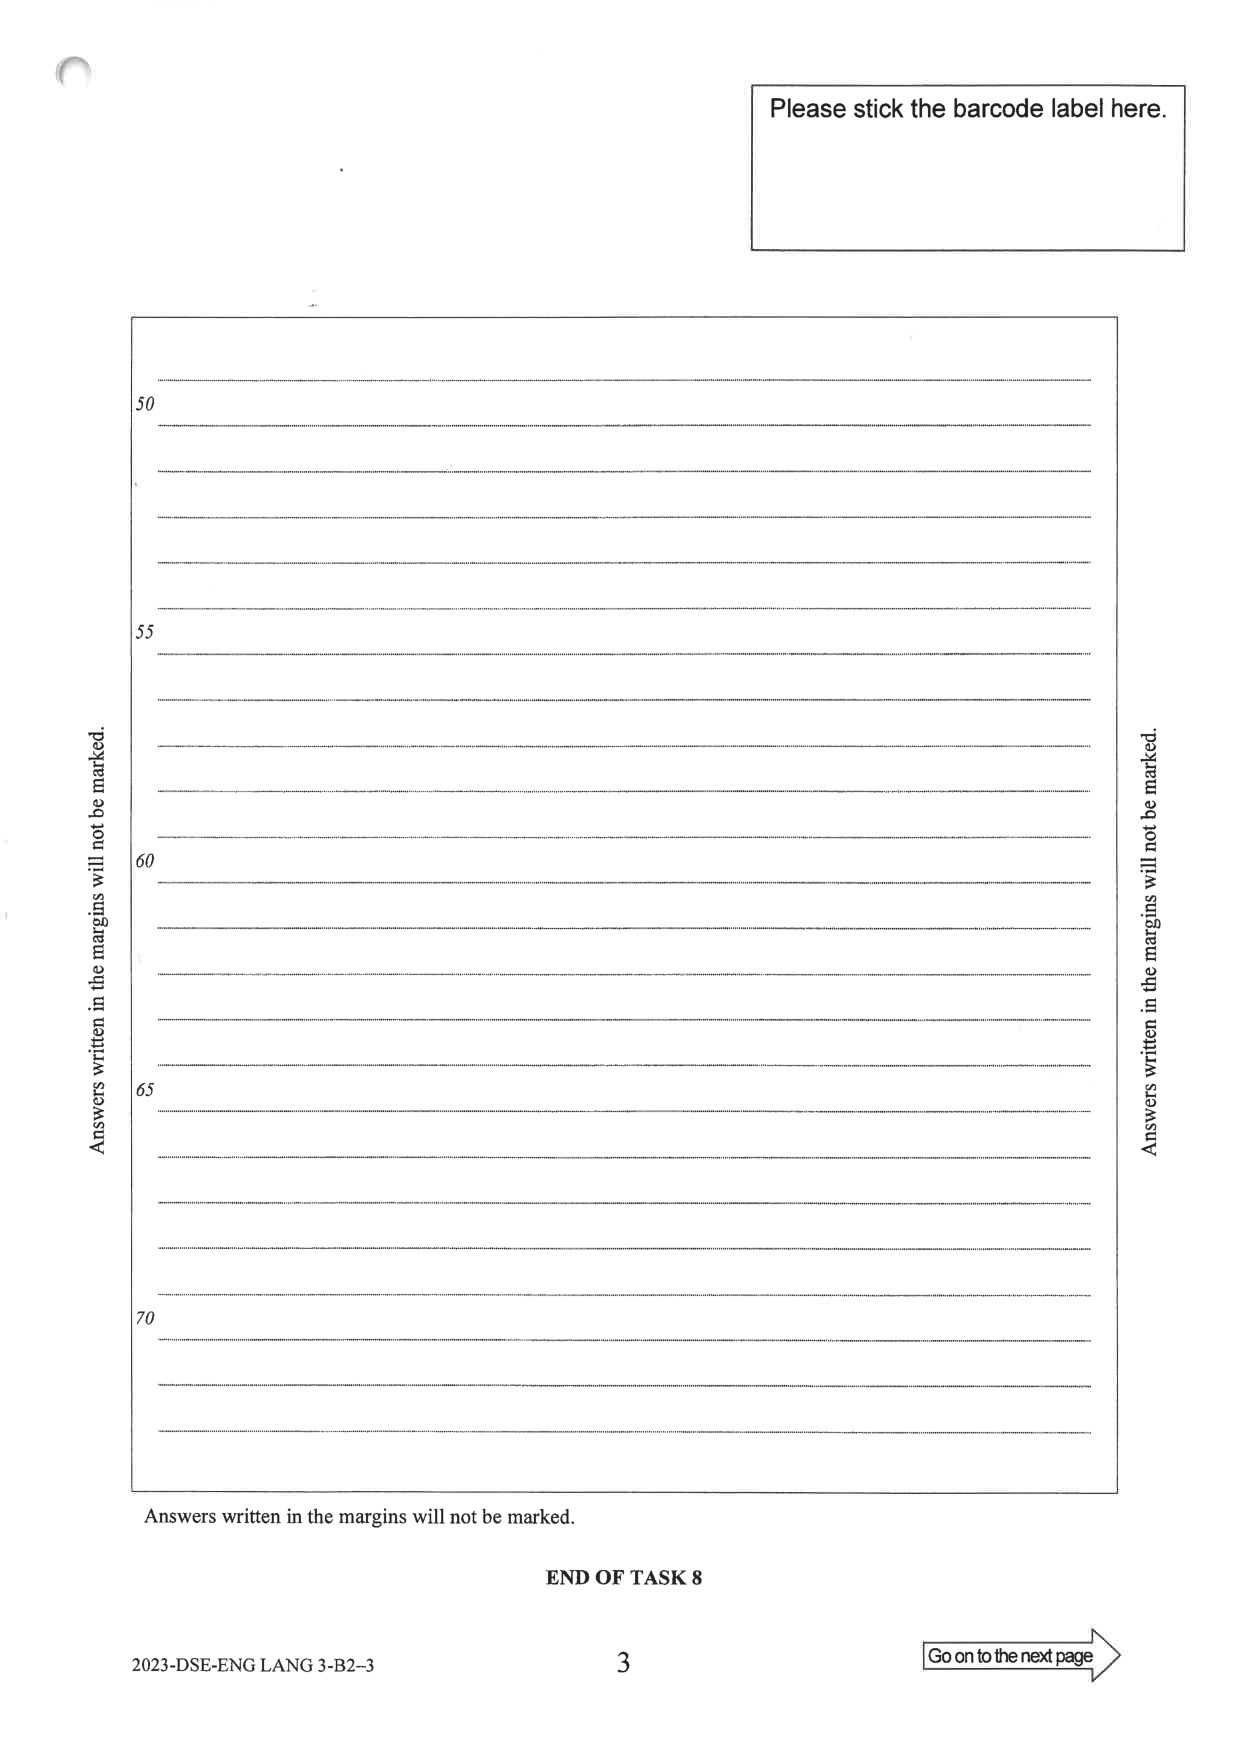 Please stick the barcode label here.
50
55
60
65
70
Answers written in the margins will not be marked.
Answers written in the margins will not be marked.
Answers written in the margins will not be marked.
END OF TASK 8
2023-DSE-ENG LANG 3-B2–3
3
Go on to the next page